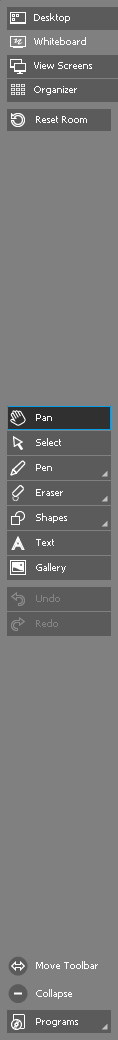 Desktop
Whiteboard
View Screens
Organizer
Reset Room
Pan
Select
Pen
Eraser
Shapes
Text
Gallery
Undo
Redo
Move Toolbar
Collapse
Programs